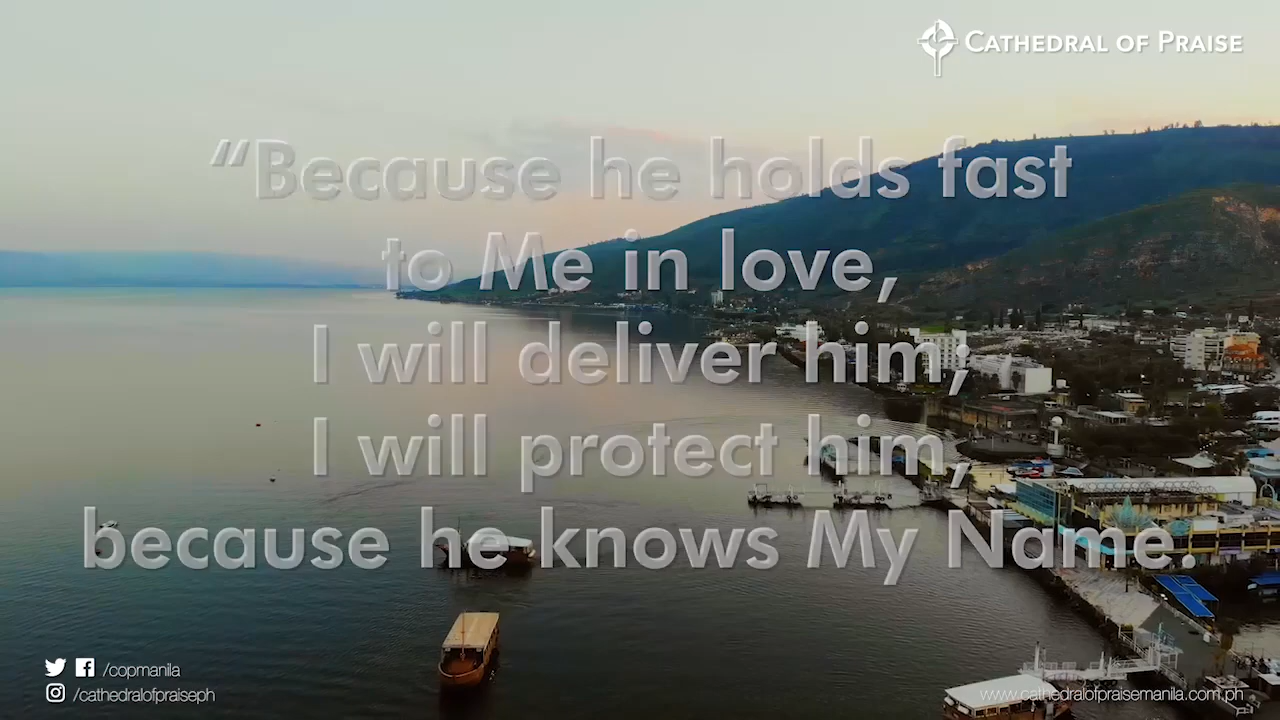 CATHEDRAL OF PRAISE
“Because he holds fast
to Me in love,
I will deliver him;
I will protect him,
because he knows My Name.
/copmanila
/cathedralofpraiseph
www.cathedralofpraisemanila.com.ph